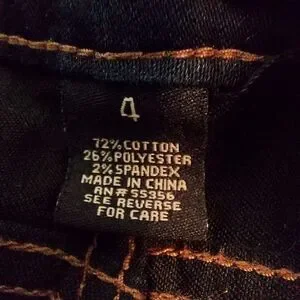 4
72% COTTON
26% POLYESTER
2% SPANDEX
MADE IN CHINA
RN# 55356
SEE REVERSE
FOR CARE